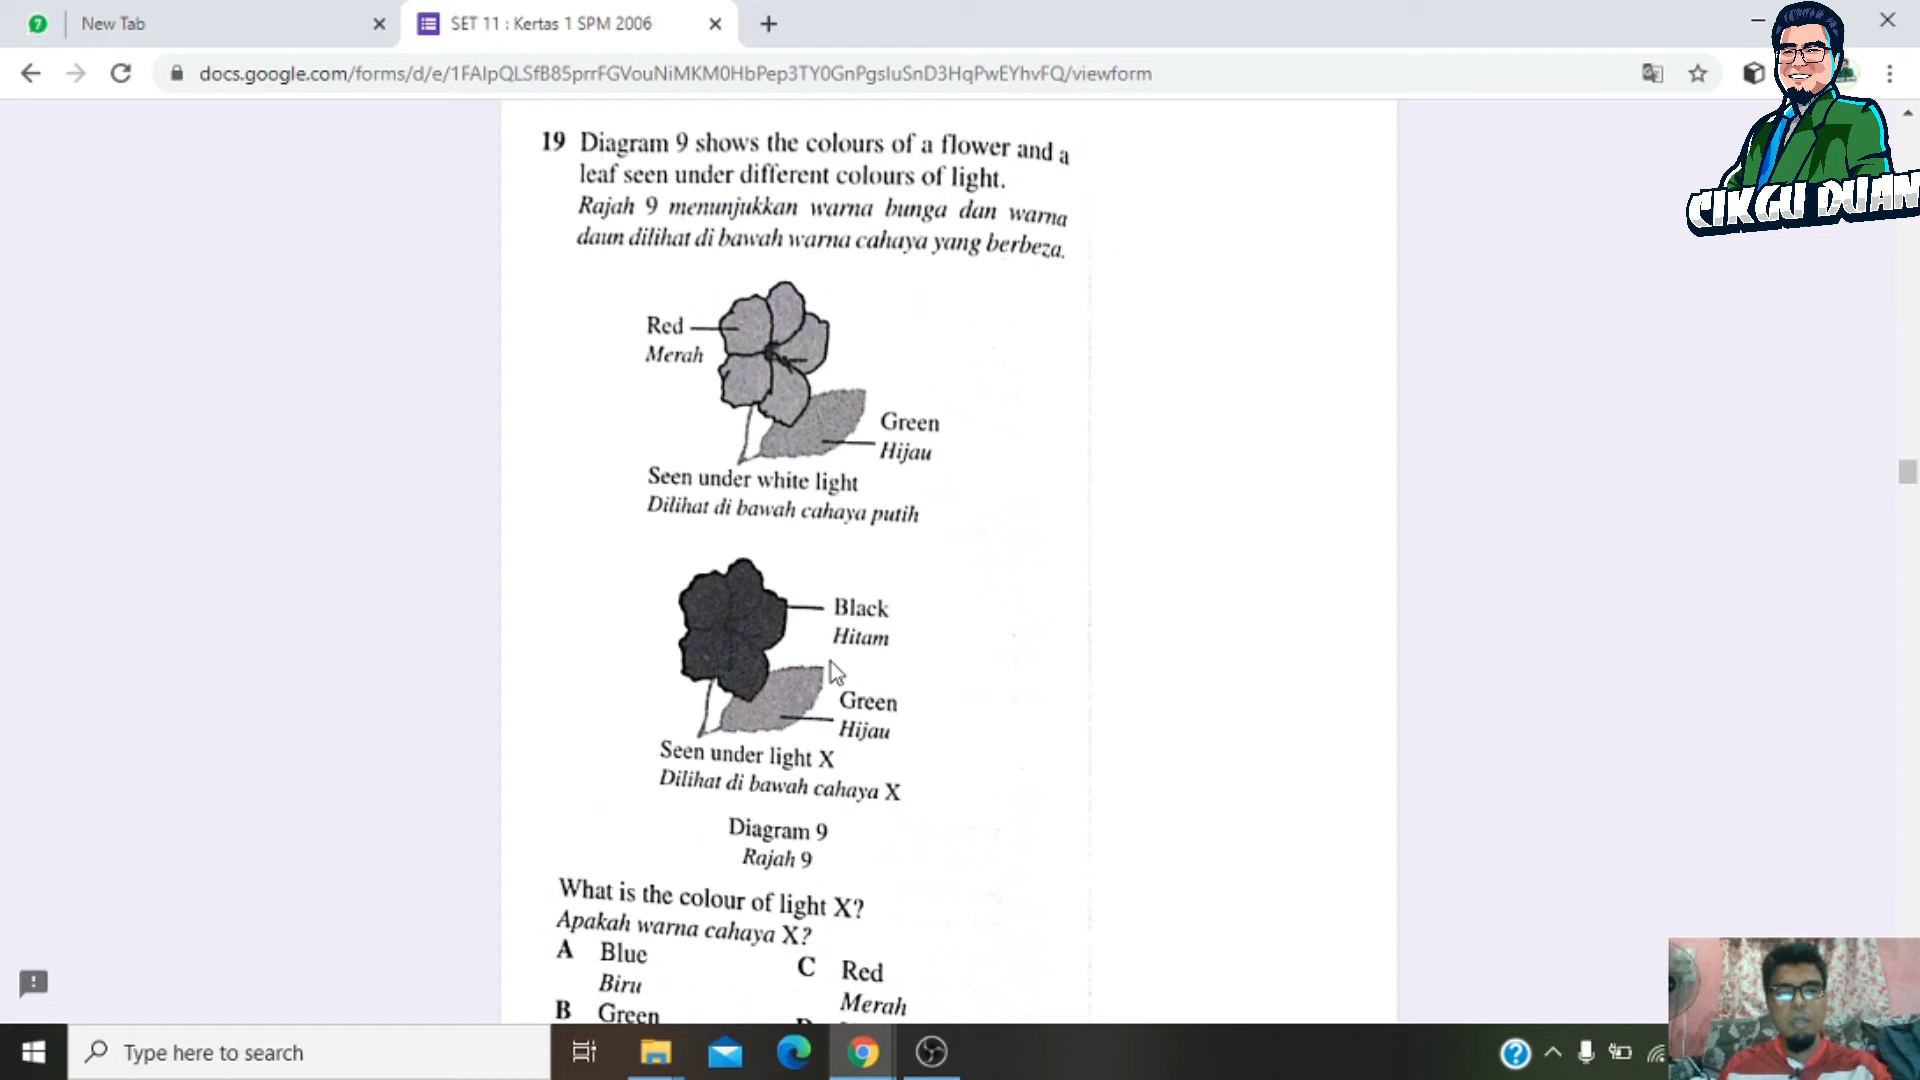 New Tab
SET 11 : Kertas 1 SPM 2006
docs.google.com/forms/d/e/1FAIpQLSfB85prrFGVouNiMKM0HbPep3TY0GnPgsIuSnD3HqPwEYhvFQ/viewform
CIKGU DUAN
19 Diagram 9 shows the colours of a flower and a
leaf seen under different colours of light.
Rajah 9 menunjukkan warna bunga dan warna
daun dilihat di bawah warna cahaya yang berbeza.
Red
Merah
Green
Hijau
Seen under white light
Dilihat di bawah cahaya putih
Black
Hitam
Green
Hijau
Seen under light X
Dilihat di bawah cahaya X
Diagram 9
Rajah 9
What is the colour of light X?
Apakah warna cahaya X?
A Blue
Biru
C Red
Merah
B Green
Type here to search